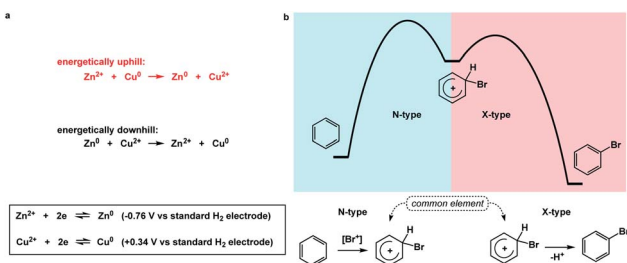 a
energetically uphill:
Zn²⁺ + Cu⁰ → Zn⁰ + Cu²⁺
energetically downhill:
Zn⁰ + Cu²⁺ → Zn²⁺ + Cu⁰
Zn²⁺ + 2e ⇌ Zn⁰ (-0.76 V vs standard H₂ electrode)
Cu²⁺ + 2e ⇌ Cu⁰ (+0.34 V vs standard H₂ electrode)
b
H
Br
+
N-type X-type
Br
common element
N-type X-type
[Br⁺]
H
Br
+
H
Br
+
-H⁺
Br